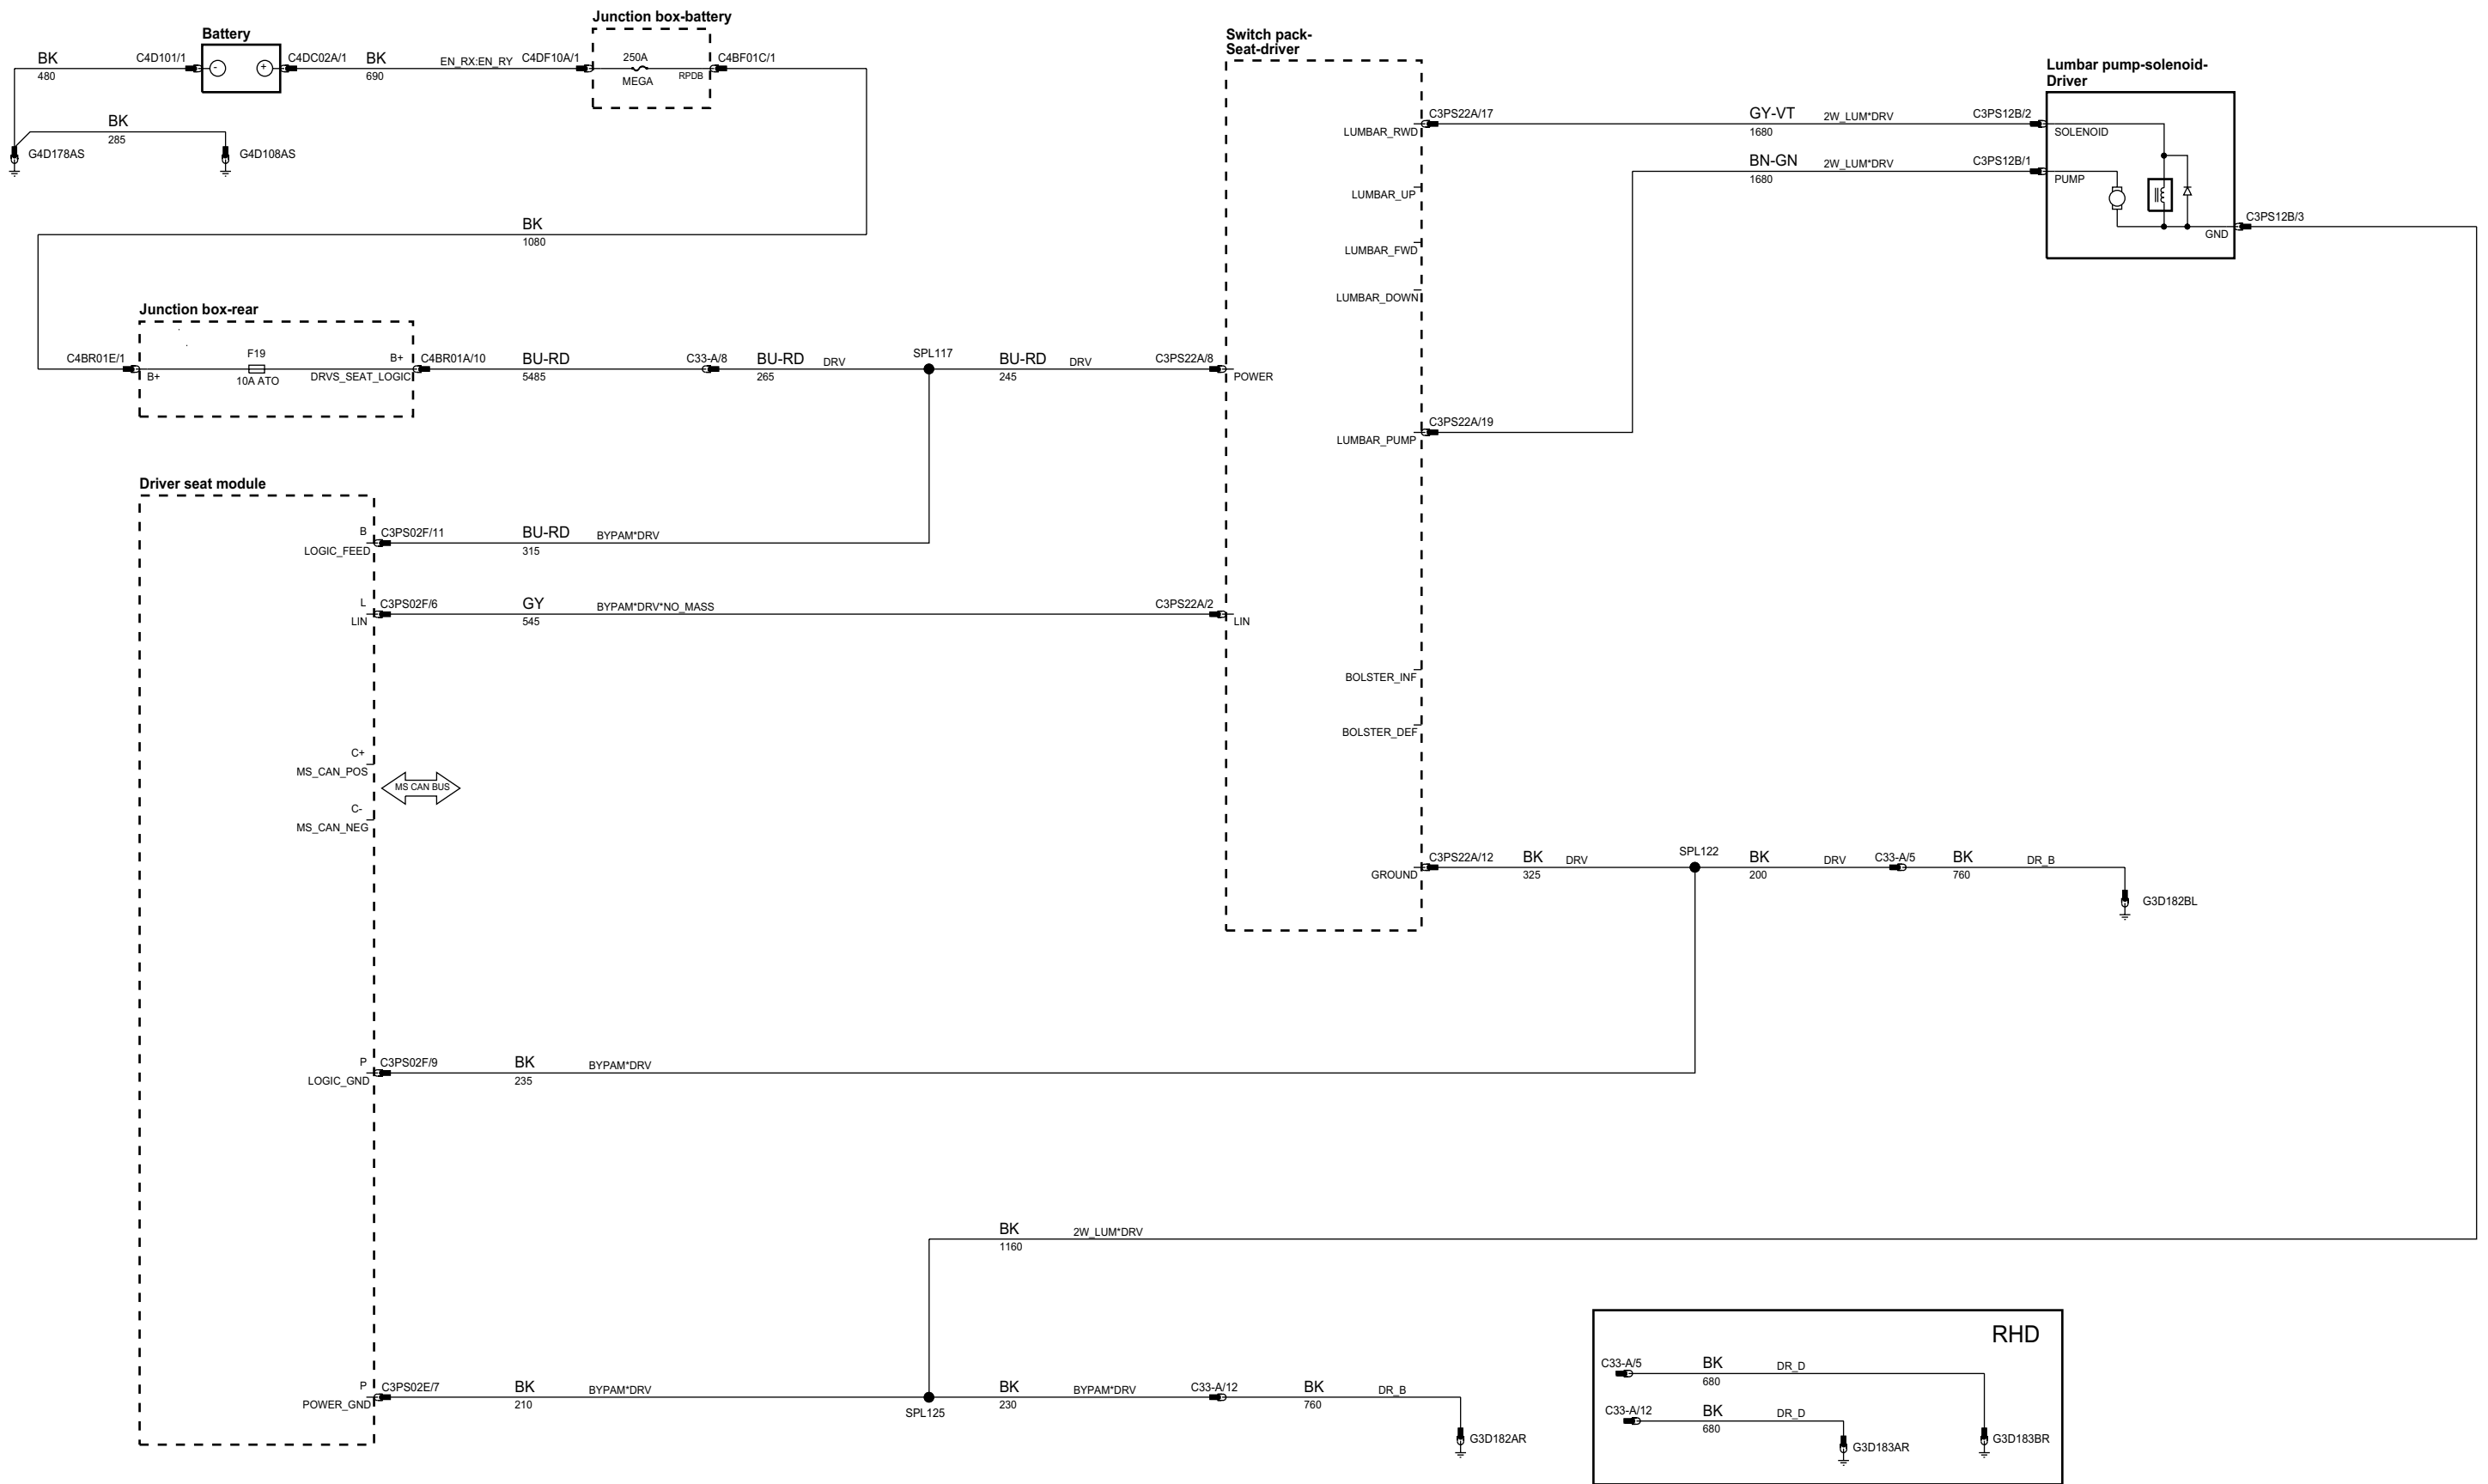 Junction box-battery
Battery
BK
480
C4D101/1
-
+
C4DC02A/1
BK
690
EN_RX:EN_RY
C4DF10A/1
250A
MEGA
RPDB
C4BF01C/1
BK
285
G4D178AS
G4D108AS
BK
1080
Switch pack-
Seat-driver
Lumbar pump-solenoid-
Driver
LUMBAR_RWD
C3PS22A/17
GY-VT
1680
2W_LUM*DRV
C3PS12B/2
SOLENOID
BN-GN
1680
2W_LUM*DRV
C3PS12B/1
PUMP
GND
C3PS12B/3
LUMBAR_UP
LUMBAR_FWD
LUMBAR_DOWN
Junction box-rear
C4BR01E/1
B+
F19
10A ATO
B+
DRVS_SEAT_LOGIC
C4BR01A/10
BU-RD
5485
C33-A/8
BU-RD
265
DRV
SPL117
BU-RD
245
DRV
C3PS22A/8
POWER
LUMBAR_PUMP
C3PS22A/19
Driver seat module
B
LOGIC_FEED
C3PS02F/11
BU-RD
315
BYPAM*DRV
L
LIN
C3PS02F/6
GY
545
BYPAM*DRV*NO_MASS
C3PS22A/2
LIN
BOLSTER_INF
BOLSTER_DEF
C+
MS_CAN_POS
MS CAN BUS
C-
MS_CAN_NEG
GROUND
C3PS22A/12
BK
325
DRV
SPL122
BK
200
DRV
C33-A/5
BK
760
DR_B
G3D182BL
P
LOGIC_GND
C3PS02F/9
BK
235
BYPAM*DRV
BK
1160
2W_LUM*DRV
P
POWER_GND
C3PS02E/7
BK
210
BYPAM*DRV
SPL125
BK
230
BYPAM*DRV
C33-A/12
BK
760
DR_B
G3D182AR
RHD
C33-A/5
BK
680
DR_D
C33-A/12
BK
680
DR_D
G3D183AR
G3D183BR